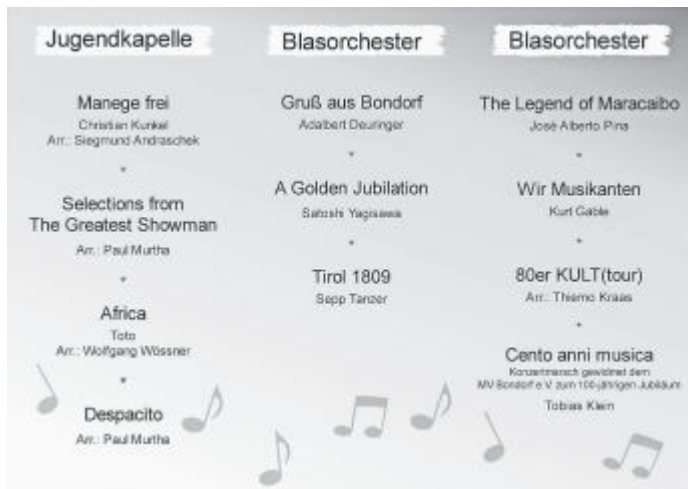 Jugendkapelle
Manege frei
Christian Kunkel
Arr.: Siegmund Andraschek
*
Selections from
The Greatest Showman
Arr.: Paul Murtha
*
Africa
Toto
Arr.: Wolfgang Wössner
*
Despacito
Arr.: Paul Murtha
Blasorchester
Gruß aus Bondorf
Adalbert Deuringer
*
A Golden Jubilation
Satoshi Yagisawa
*
Tirol 1809
Sepp Tanzer
Blasorchester
The Legend of Maracaibo
José Alberto Pina
*
Wir Musikanten
Kurt Gäble
*
80er KULT(tour)
Arr.: Thiemo Kraas
*
Cento anni musica
Konzertmarsch gewidmet dem
MV Bondorf e.V. zum 100-jährigen Jubiläum
Tobias Klein